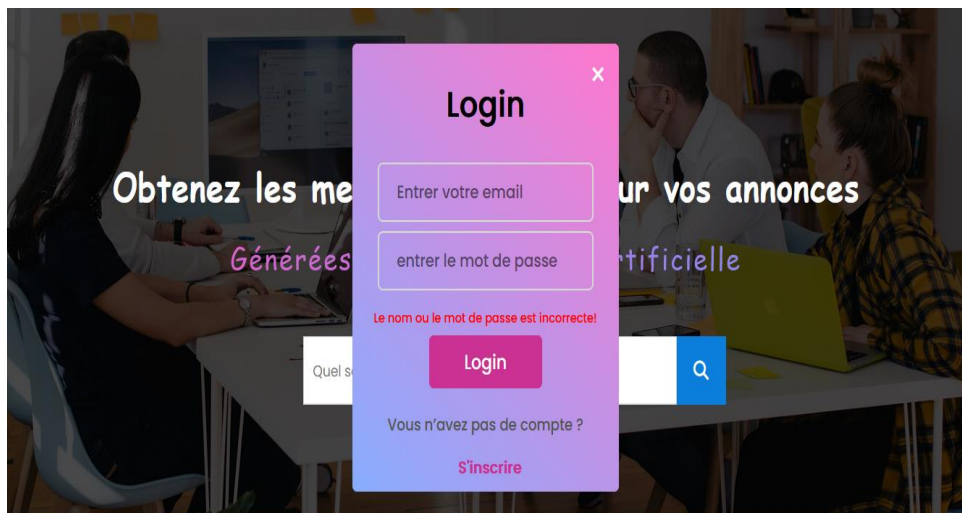 ×
Login
Obtenez les me ur vos annonces
Entrer votre email
Générées tificielle
entrer le mot de passe
Le nom ou le mot de passe est incorrecte!
Quel s
Login
Vous n'avez pas de compte ?
S'inscrire